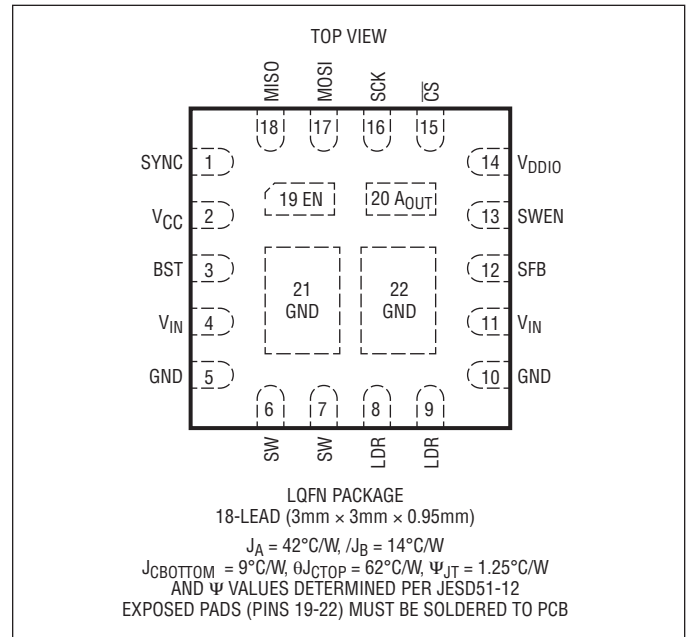 TOP VIEW
MISO MOSI SCK CS
18 17 16 15
SYNC 1 14 VDDIO
19 EN 20 AOUT
VCC 2 13 SWEN
BST 3 12 SFB
21 22
GND GND
VIN 4 11 VIN
GND 5 10 GND
6 7 8 9
SW SW LDR LDR
LQFN PACKAGE
18-LEAD (3mm × 3mm × 0.95mm)
JA = 42°C/W, /JB = 14°C/W
JCBOTTOM = 9°C/W, θJCTOP = 62°C/W, ΨJT = 1.25°C/W
AND Ψ VALUES DETERMINED PER JESD51-12
EXPOSED PADS (PINS 19-22) MUST BE SOLDERED TO PCB